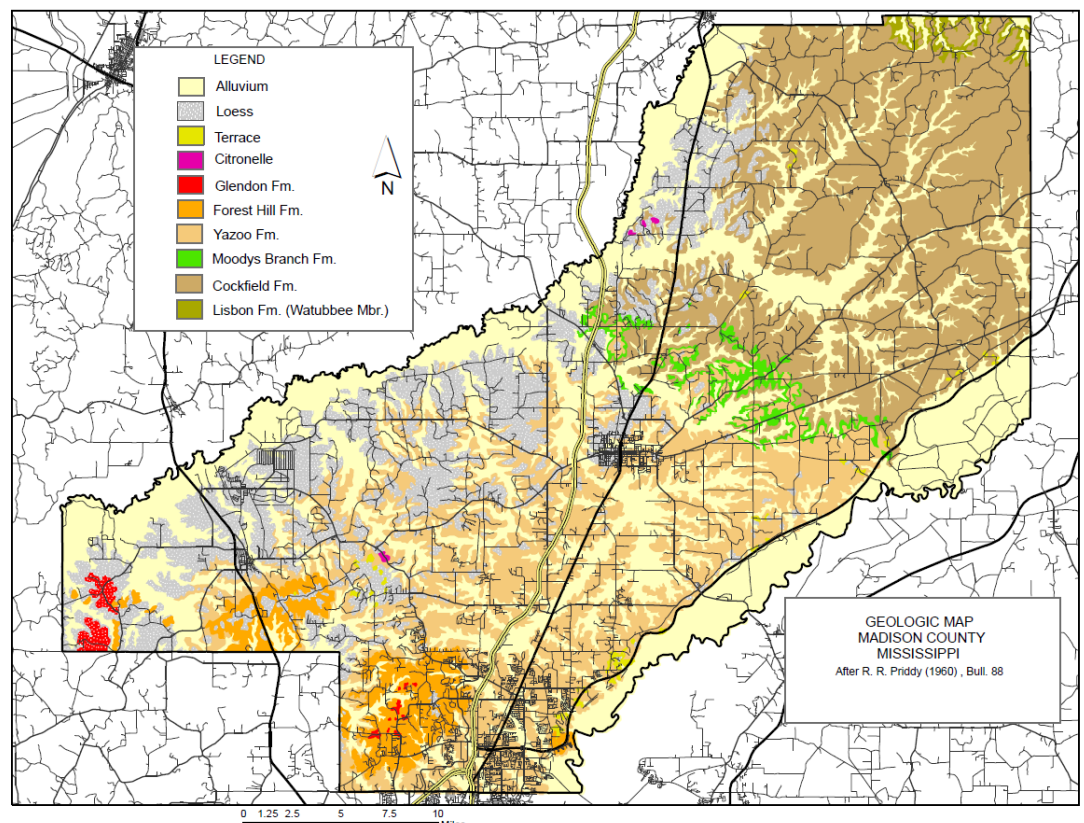 LEGEND
Alluvium
Loess
Terrace
Citronelle
Glendon Fm.
Forest Hill Fm.
Yazoo Fm.
Moodys Branch Fm.
Cockfield Fm.
Lisbon Fm. (Watubbee Mbr.)
N
GEOLOGIC MAP
MADISON COUNTY
MISSISSIPPI
After R. R. Priddy (1960) , Bull. 88
0 1.25 2.5 5 7.5 10
Miles